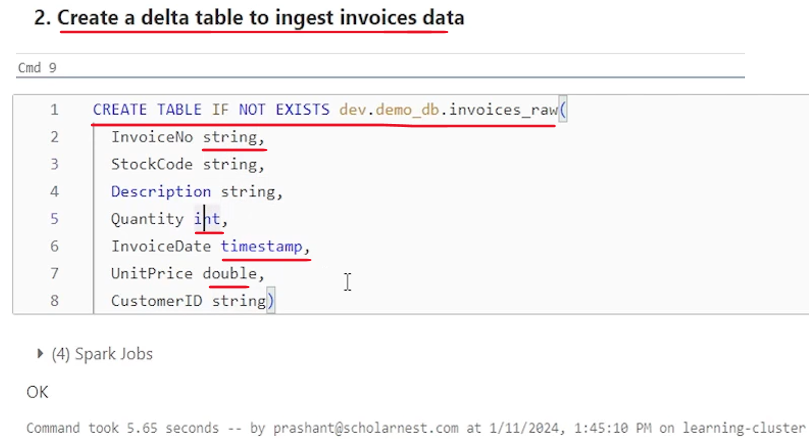 2. Create a delta table to ingest invoices data
Cmd 9
1 CREATE TABLE IF NOT EXISTS dev.demo_db.invoices_raw(
2 InvoiceNo string,
3 StockCode string,
4 Description string,
5 Quantity int,
6 InvoiceDate timestamp,
7 UnitPrice double,
8 CustomerID string)
(4) Spark Jobs
OK
Command took 5.65 seconds -- by prashant@scholarnest.com at 1/11/2024, 1:45:10 PM on learning-cluster